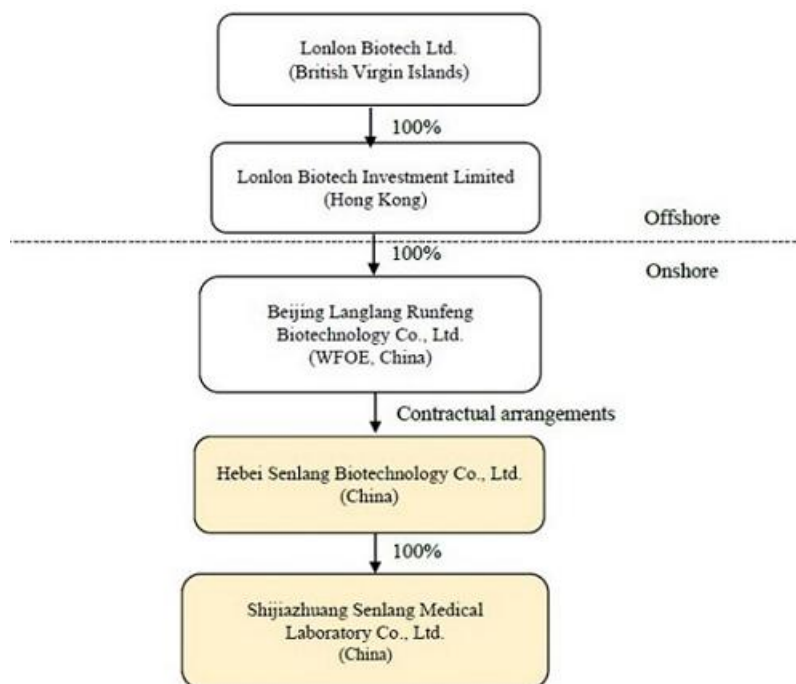 Lonlon Biotech Ltd.
(British Virgin Islands)
100%
Lonlon Biotech Investment Limited
(Hong Kong)
Offshore
100%
Onshore
Beijing Langlang Runfeng
Biotechnology Co., Ltd.
(WFOE, China)
Contractual arrangements
Hebei Senlang Biotechnology Co., Ltd.
(China)
100%
Shijiazhuang Senlang Medical
Laboratory Co., Ltd.
(China)